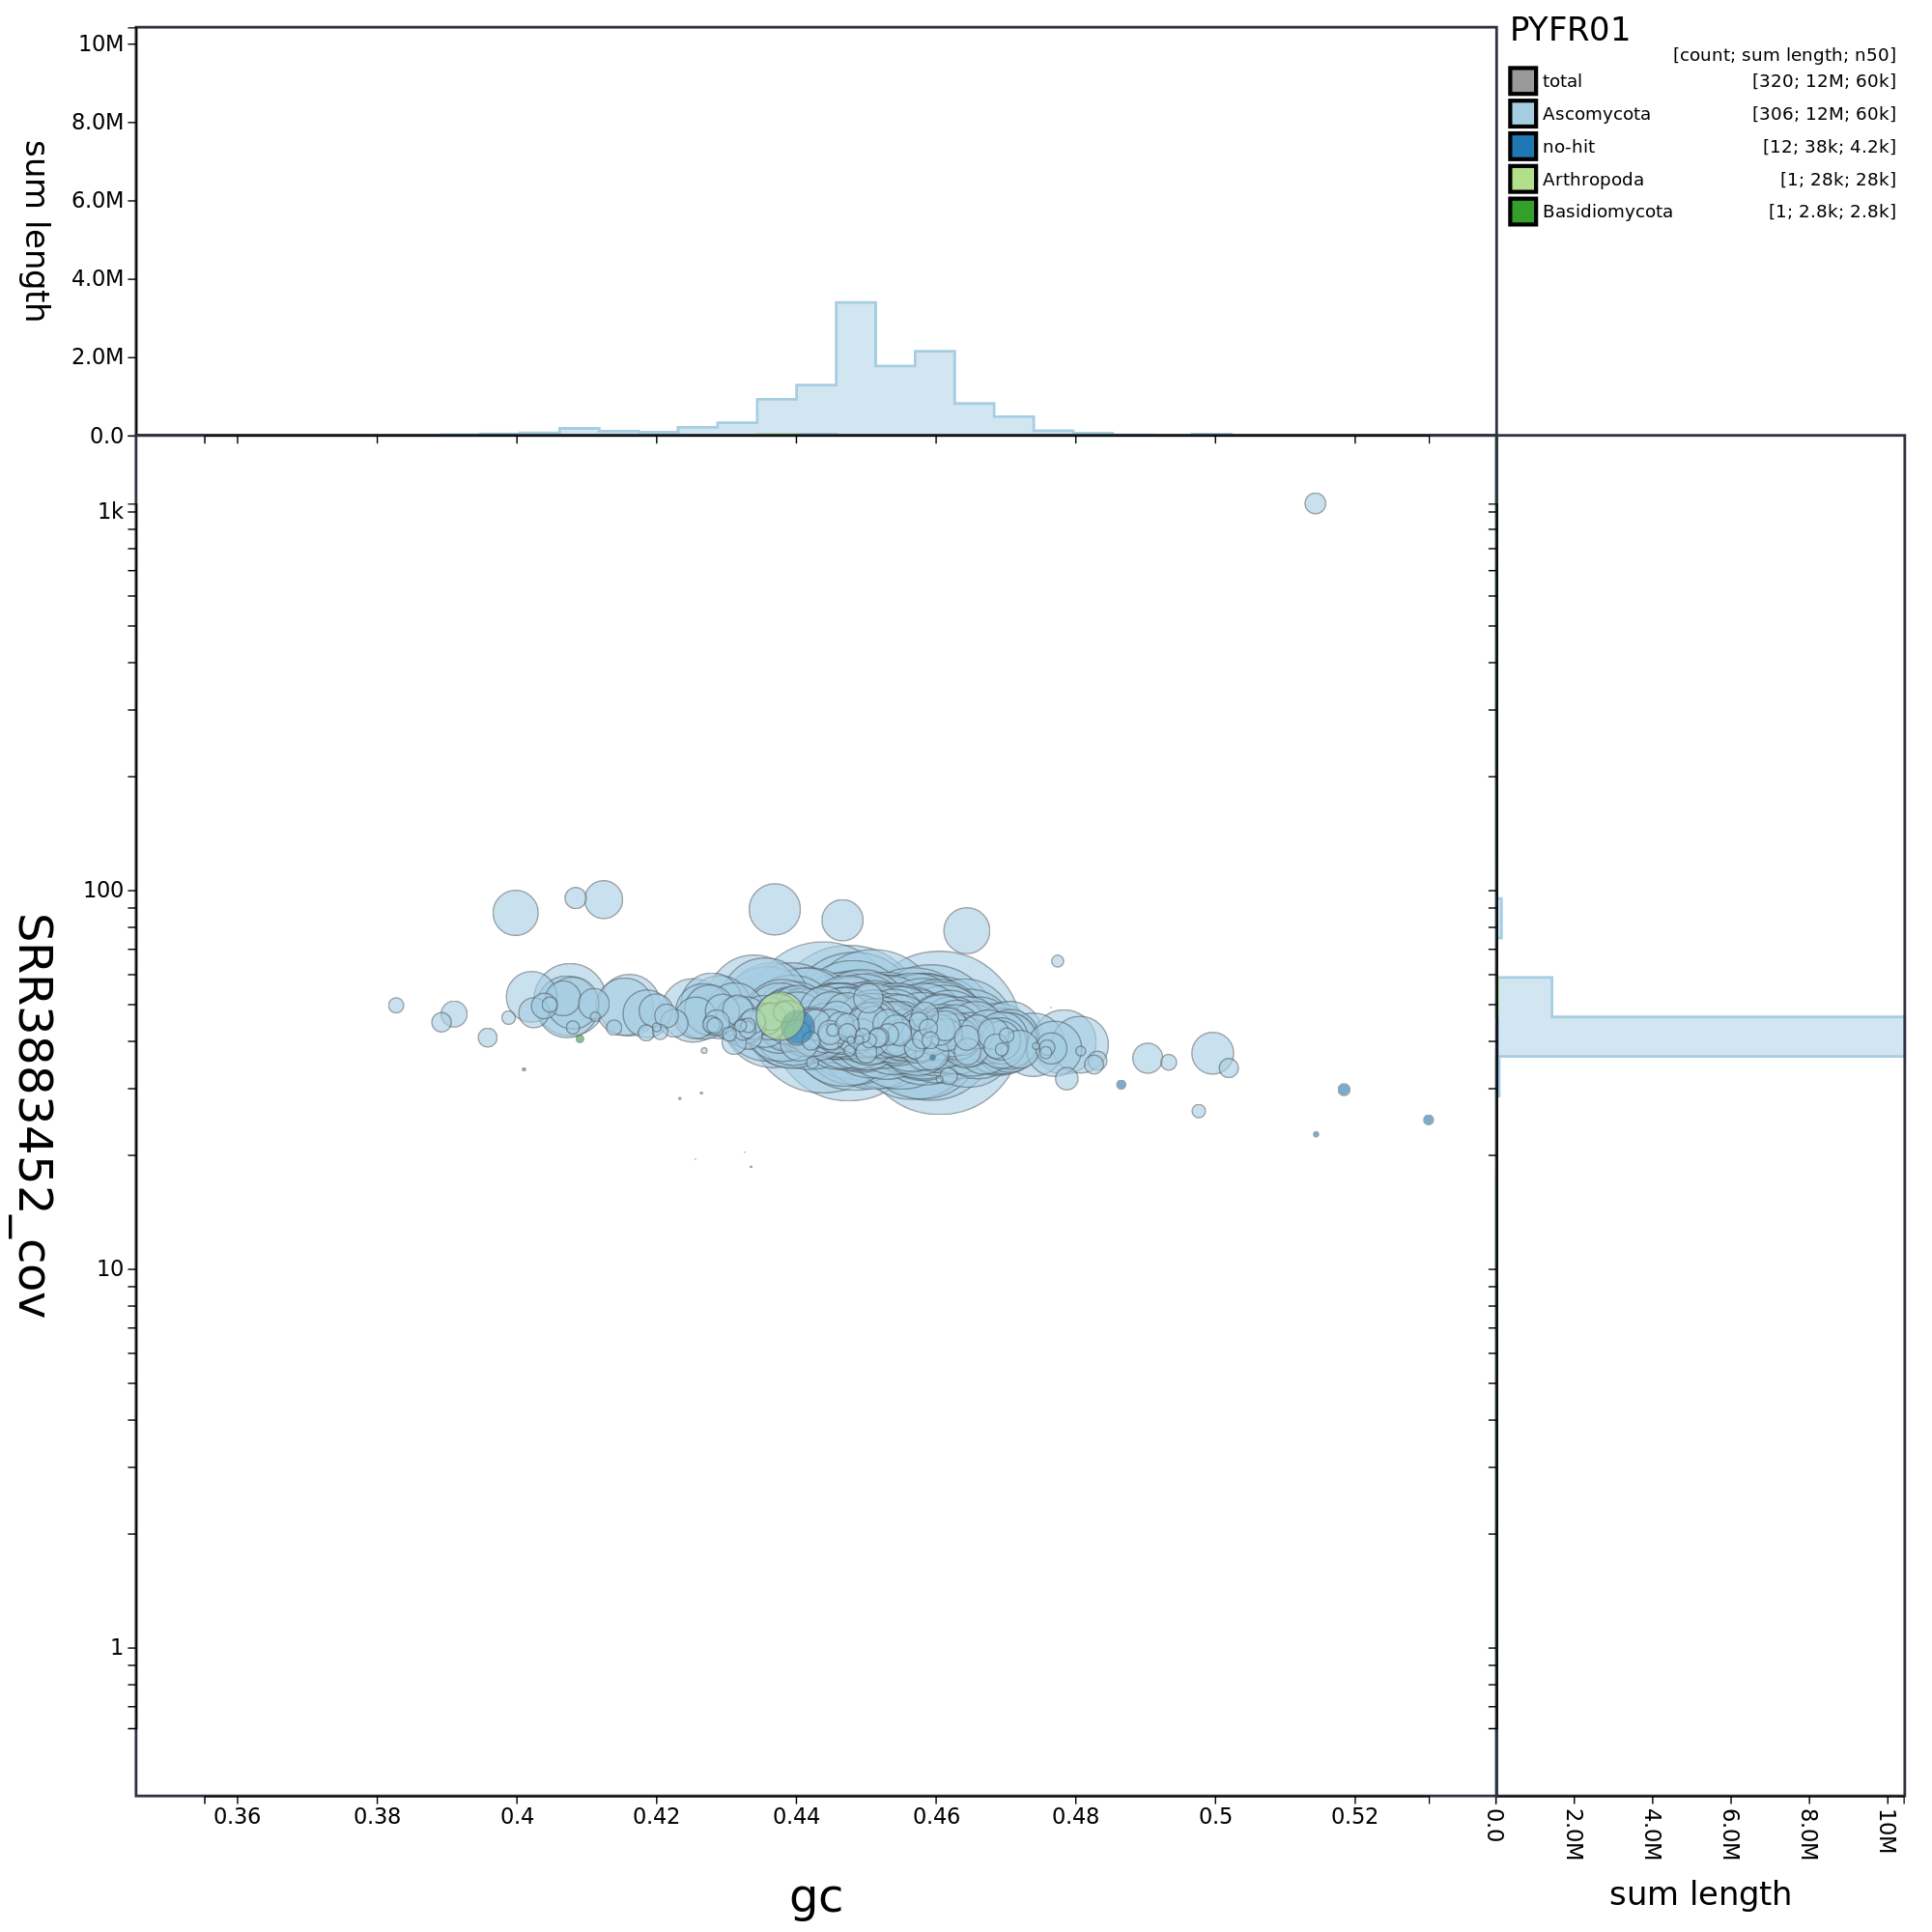 PYFR01
[count; sum length; n50]
total [320; 12M; 60k]
Ascomycota [306; 12M; 60k]
no-hit [12; 38k; 4.2k]
Arthropoda [1; 28k; 28k]
Basidiomycota [1; 2.8k; 2.8k]
sum length
10M
8.0M
6.0M
4.0M
2.0M
0.0
SRR3883452_cov
1k
100
10
1
0.36 0.38 0.4 0.42 0.44 0.46 0.48 0.5 0.52
gc
0.0 2.0M 4.0M 6.0M 8.0M 10M
sum length